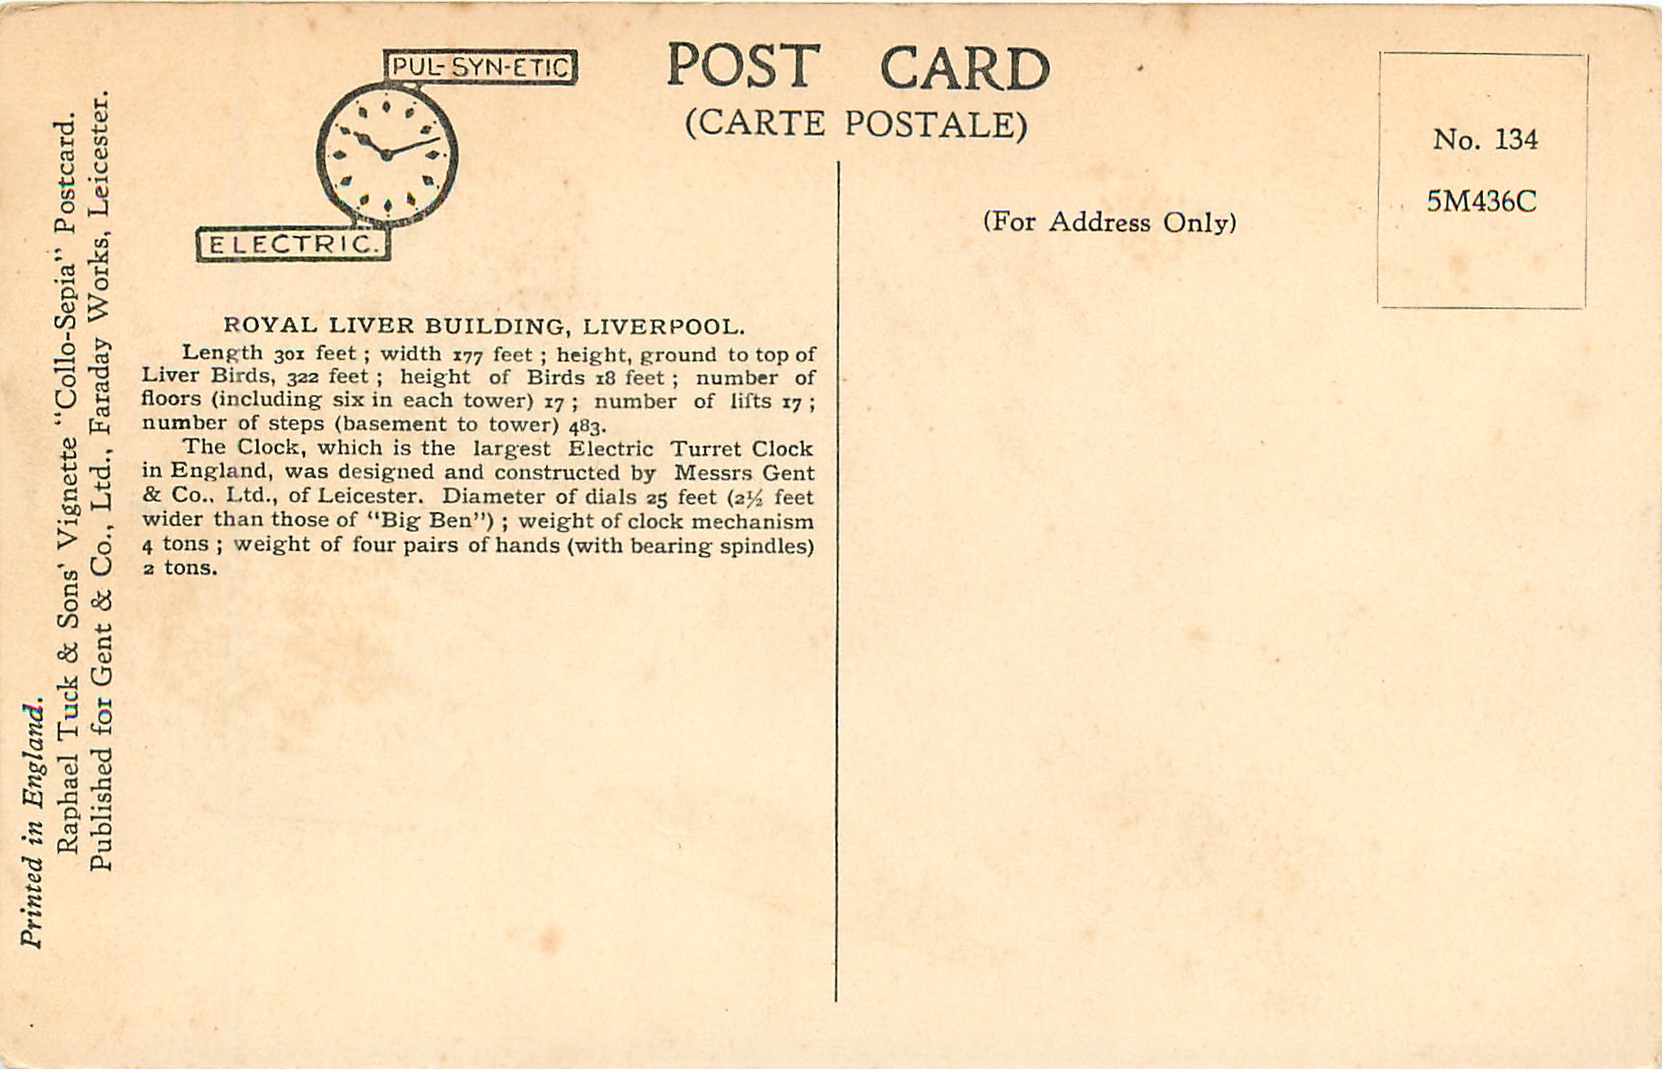 PUL-SYN-ETIC
ELECTRIC.
POST CARD
(CARTE POSTALE)
No. 134
5M436C
(For Address Only)
ROYAL LIVER BUILDING, LIVERPOOL.
Length 301 feet ; width 177 feet ; height, ground to top of
Liver Birds, 322 feet ; height of Birds 18 feet ; number of
floors (including six in each tower) 17 ; number of lifts 17 ;
number of steps (basement to tower) 483.
The Clock, which is the largest Electric Turret Clock
in England, was designed and constructed by Messrs Gent
& Co., Ltd., of Leicester. Diameter of dials 25 feet (2½ feet
wider than those of "Big Ben") ; weight of clock mechanism
4 tons ; weight of four pairs of hands (with bearing spindles)
2 tons.
Printed in England.
Raphael Tuck & Sons' Vignette "Collo-Sepia" Postcard.
Published for Gent & Co., Ltd., Faraday Works, Leicester.